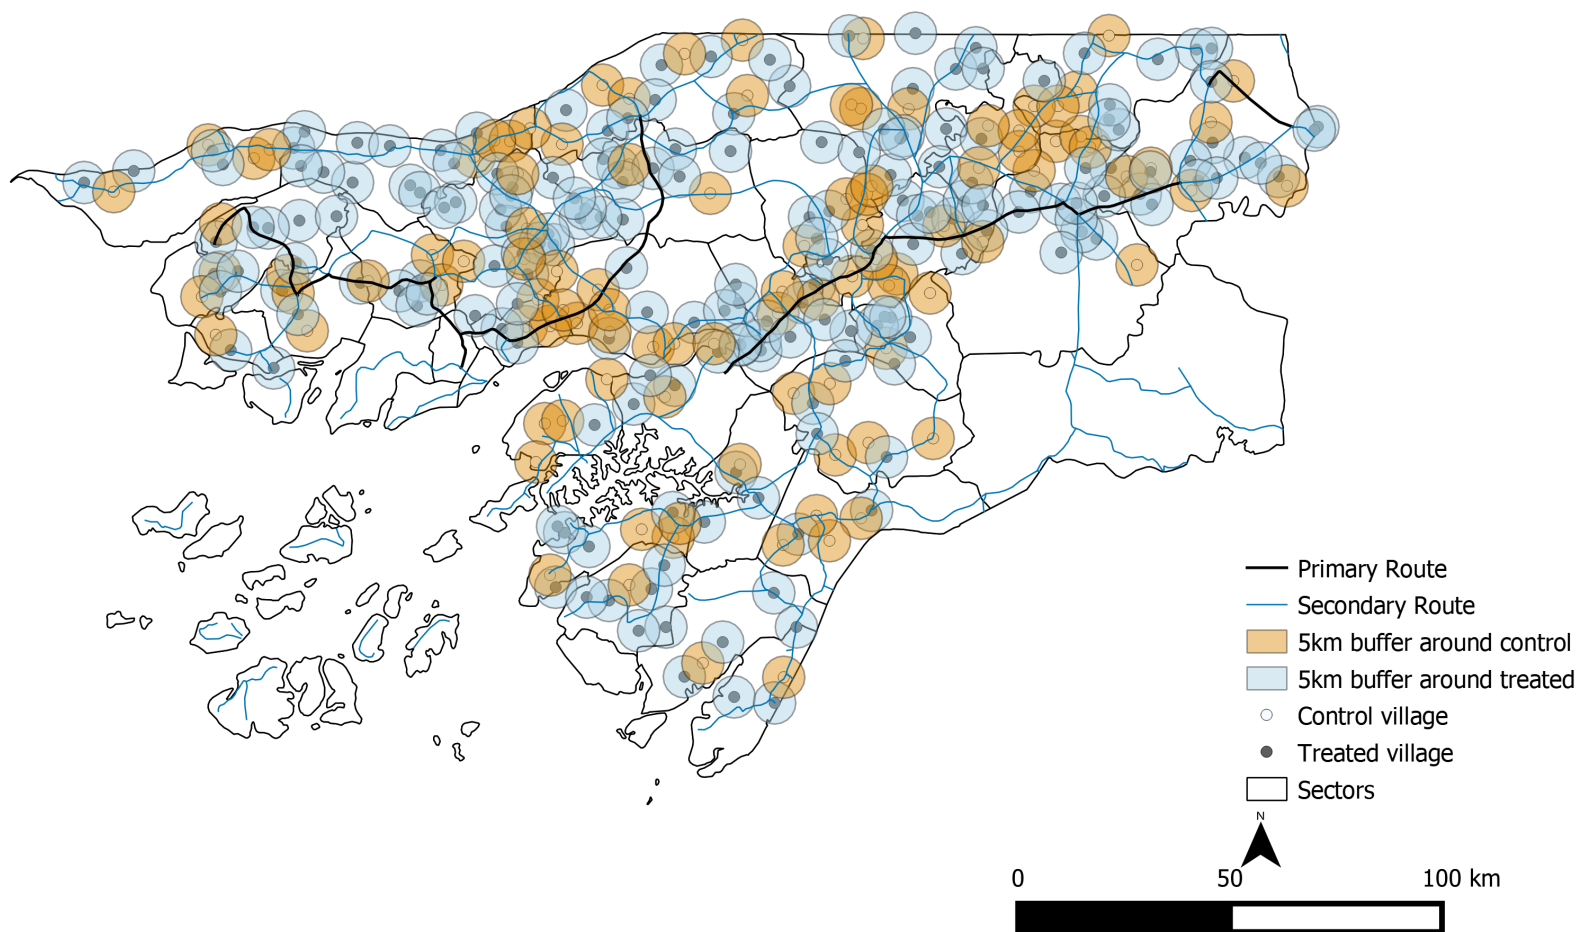 Primary Route
Secondary Route
5km buffer around control
5km buffer around treated
Control village
Treated village
Sectors
N
0 50 100 km